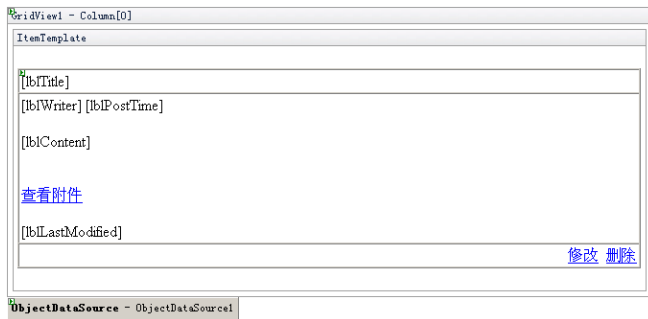 GridView1 - Column[0]
ItemTemplate
[lblTitle]
[lblWriter] [lblPostTime]
[lblContent]
查看附件
[lblLastModified]
修改 删除
ObjectDataSource - ObjectDataSource1